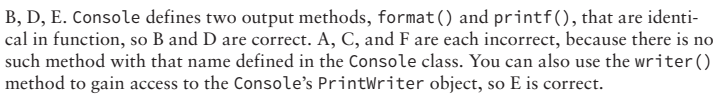 B, D, E. Console defines two output methods, format() and printf(), that are identi-
cal in function, so B and D are correct. A, C, and F are each incorrect, because there is no
such method with that name defined in the Console class. You can also use the writer()
method to gain access to the Console's PrintWriter object, so E is correct.